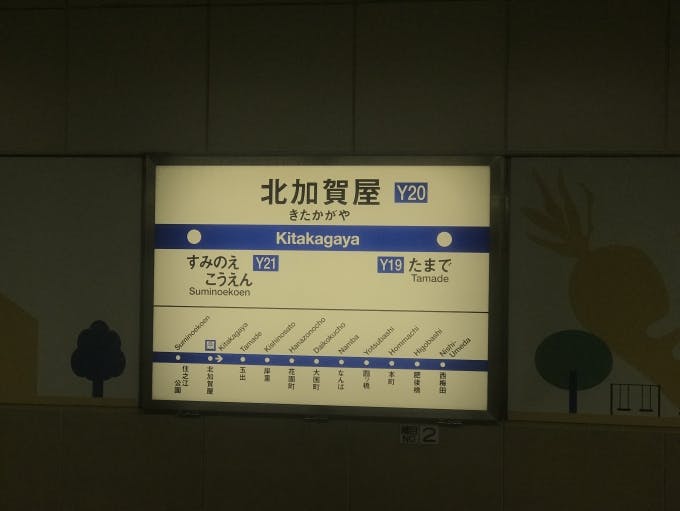 北加賀屋 Y20
きたかがや
Kitakagaya
すみのえ
こうえん Y21
Suminoekoen
Y19 たまで
Tamade
Suminoekoen
Kitakagaya
Tamade
Kishinosato
Hanazonocho
Daikokucho
Namba
Yotsubashi
Hommachi
Higobashi
Nishi-
Umeda
住之江
公園
北加賀屋
玉出
岸里
花園町
大国町
なんば
四ツ橋
本町
肥後橋
西梅田
2